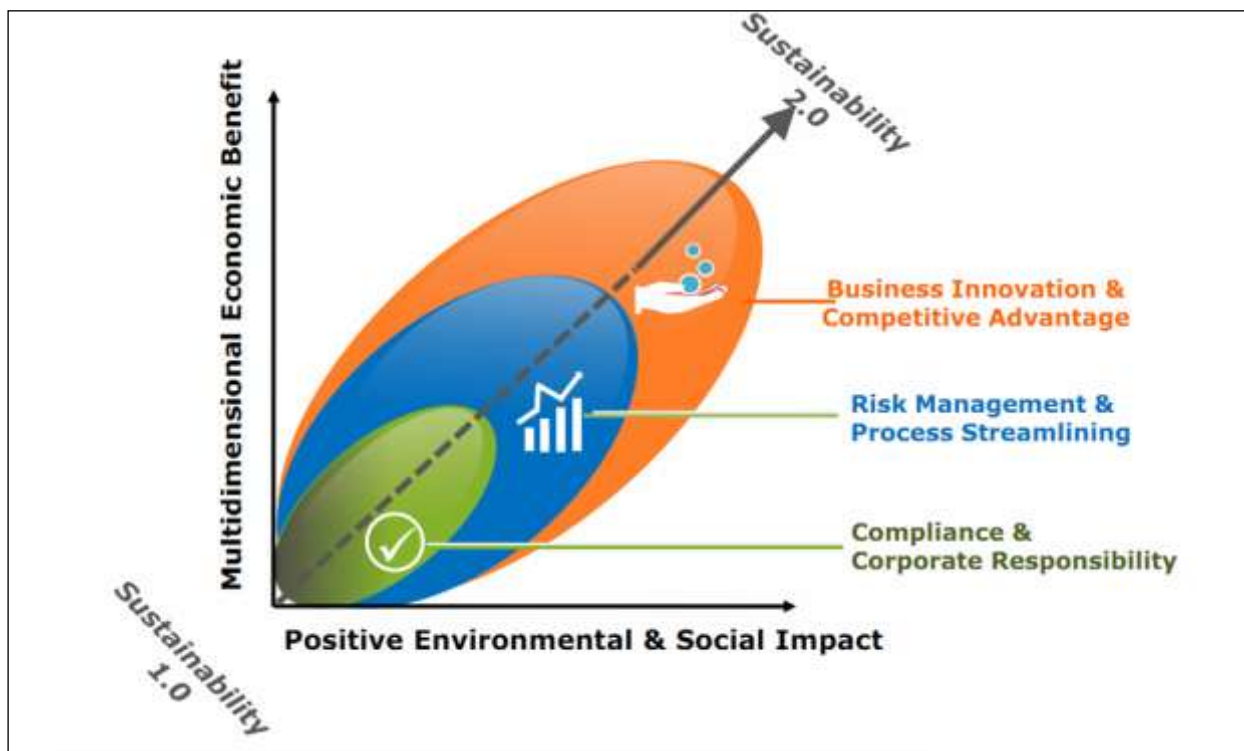 Sustainability
2.0
Multidimensional Economic Benefit
Business Innovation &
Competitive Advantage
Risk Management &
Process Streamlining
Compliance &
Corporate Responsibility
Positive Environmental & Social Impact
Sustainability
1.0